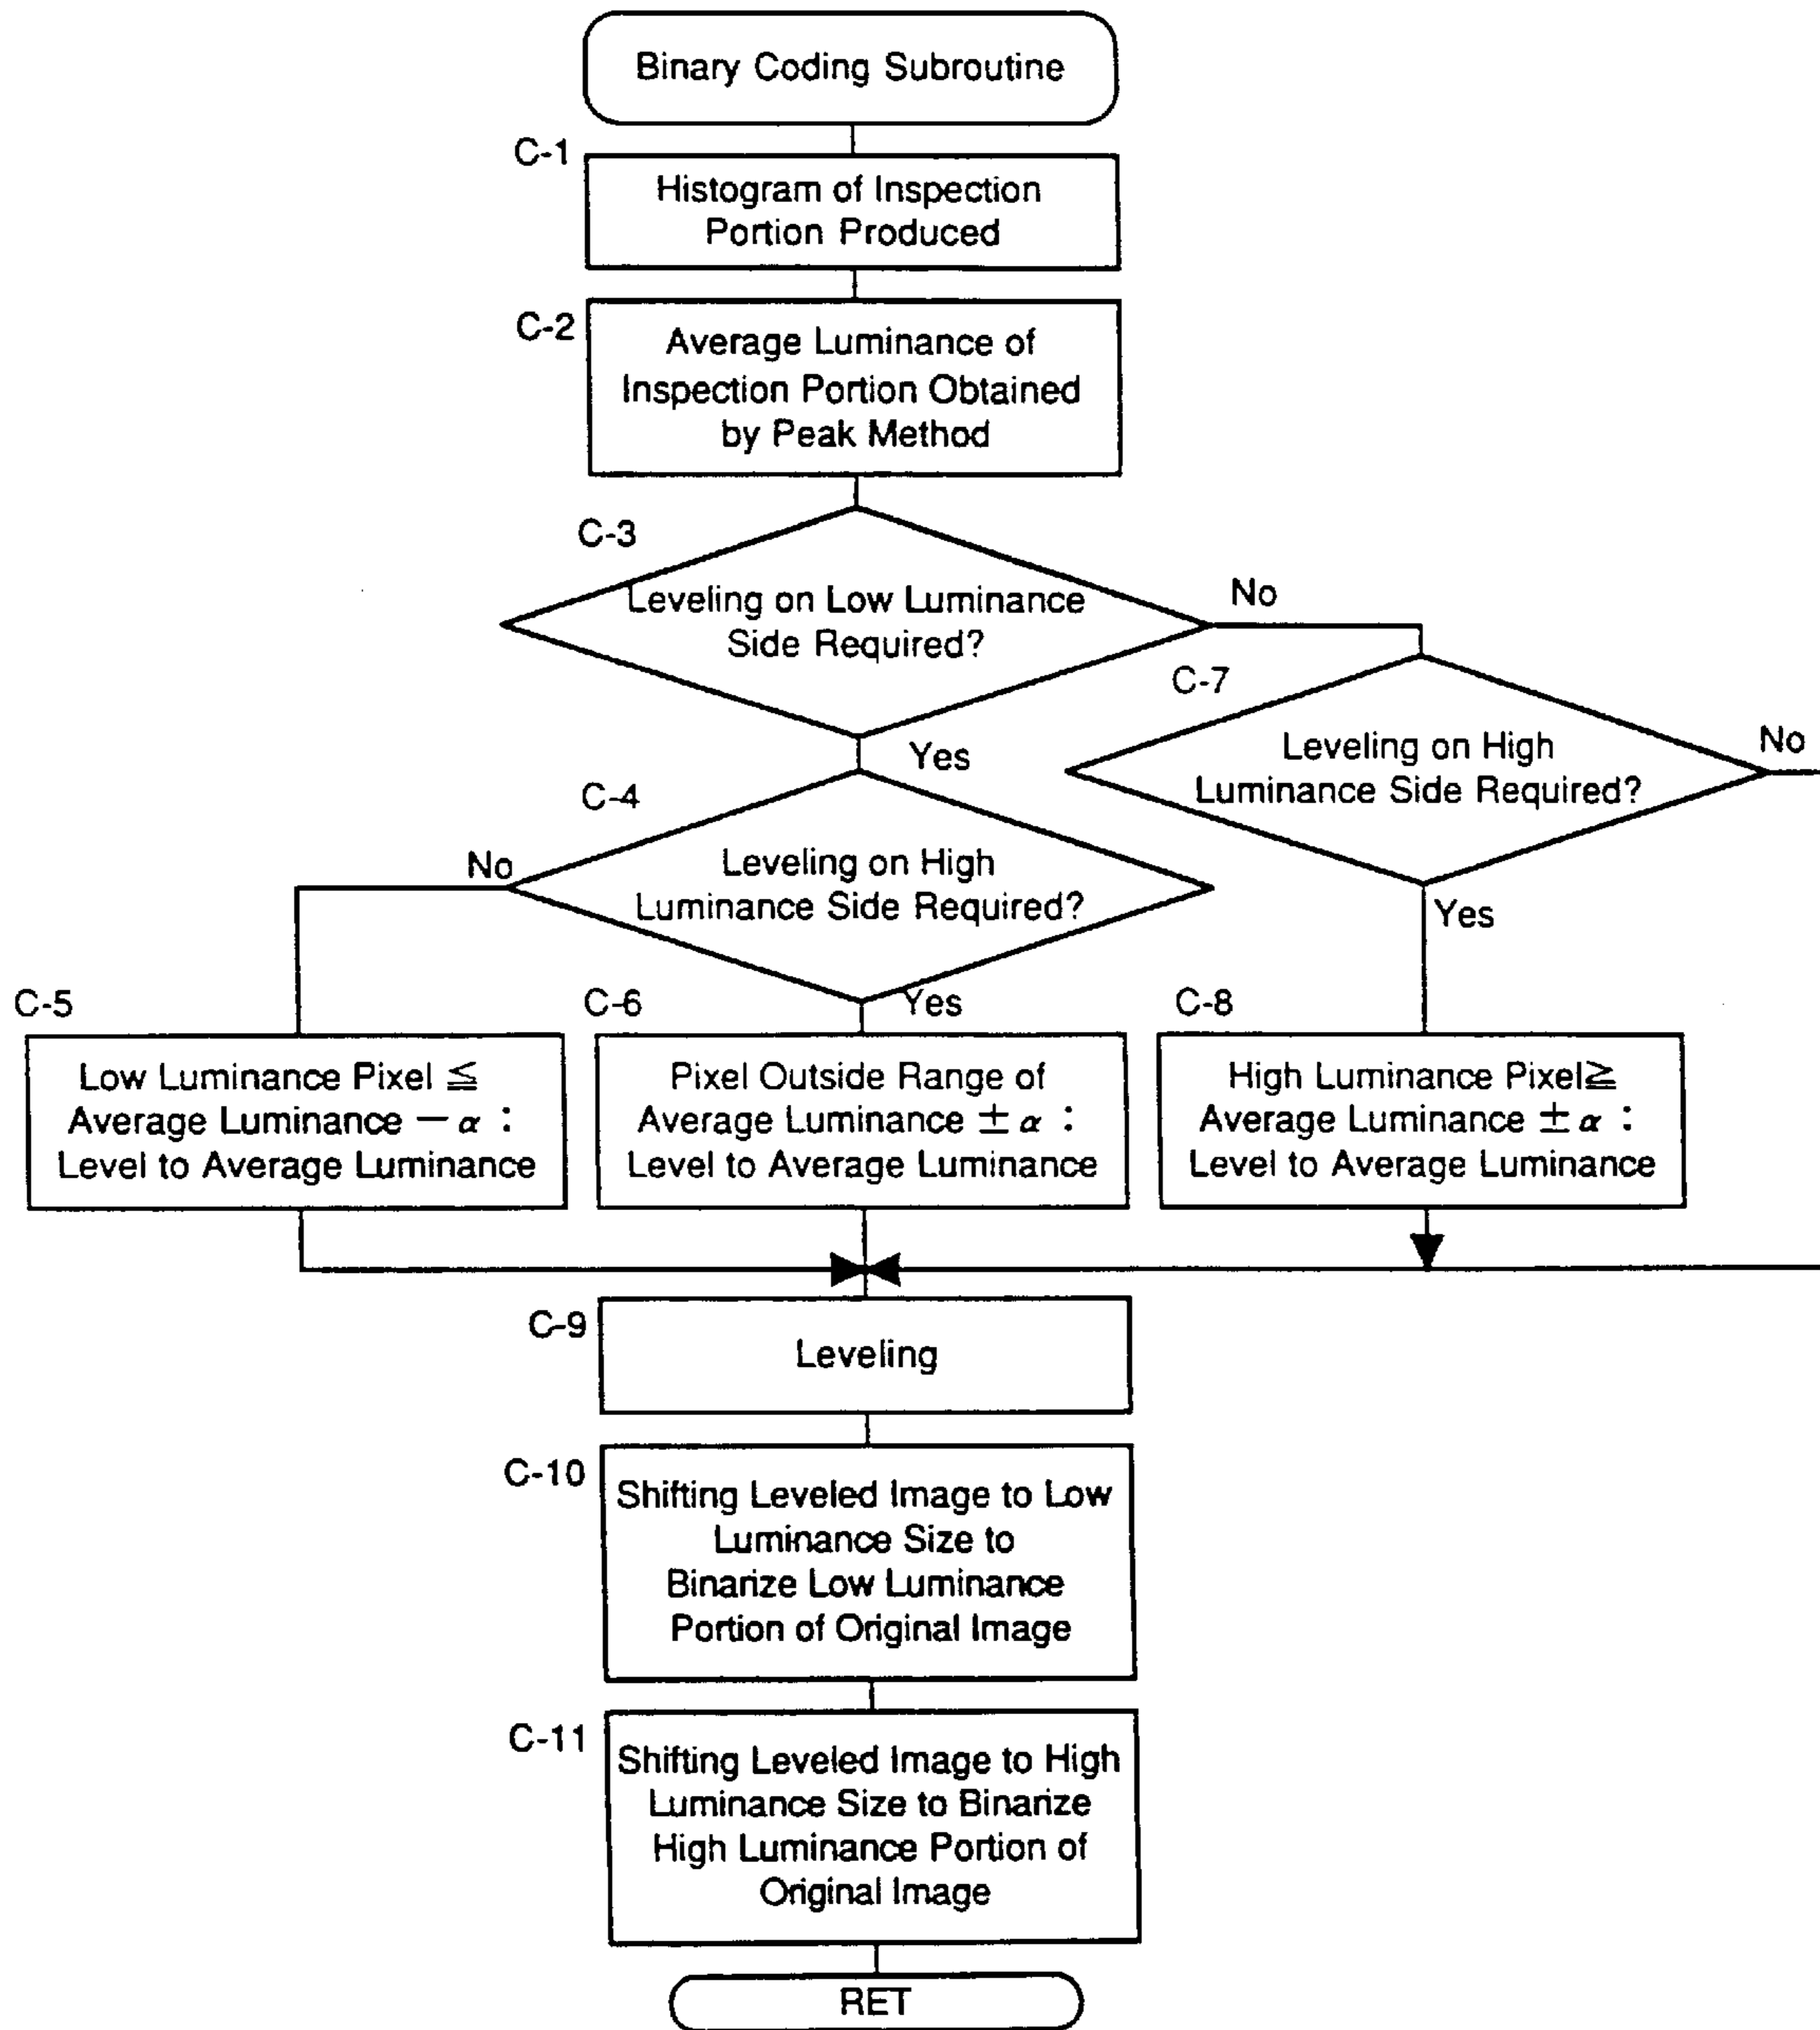 Binary Coding Subroutine
C-1
Histogram of Inspection
Portion Produced
C-2
Average Luminance of
Inspection Portion Obtained
by Peak Method
C-3
Leveling on Low Luminance
Side Required?
No
Yes
C-7
Leveling on High
Luminance Side Required?
No
Yes
C-4
Leveling on High
Luminance Side Required?
No
Yes
C-5
Low Luminance Pixel ≦
Average Luminance − α :
Level to Average Luminance
C-6
Pixel Outside Range of
Average Luminance ± α :
Level to Average Luminance
C-8
High Luminance Pixel≧
Average Luminance ± α :
Level to Average Luminance
C-9
Leveling
C-10
Shifting Leveled Image to Low
Luminance Size to
Binarize Low Luminance
Portion of Original Image
C-11
Shifting Leveled Image to High
Luminance Size to Binarize
High Luminance Portion of
Original Image
RET